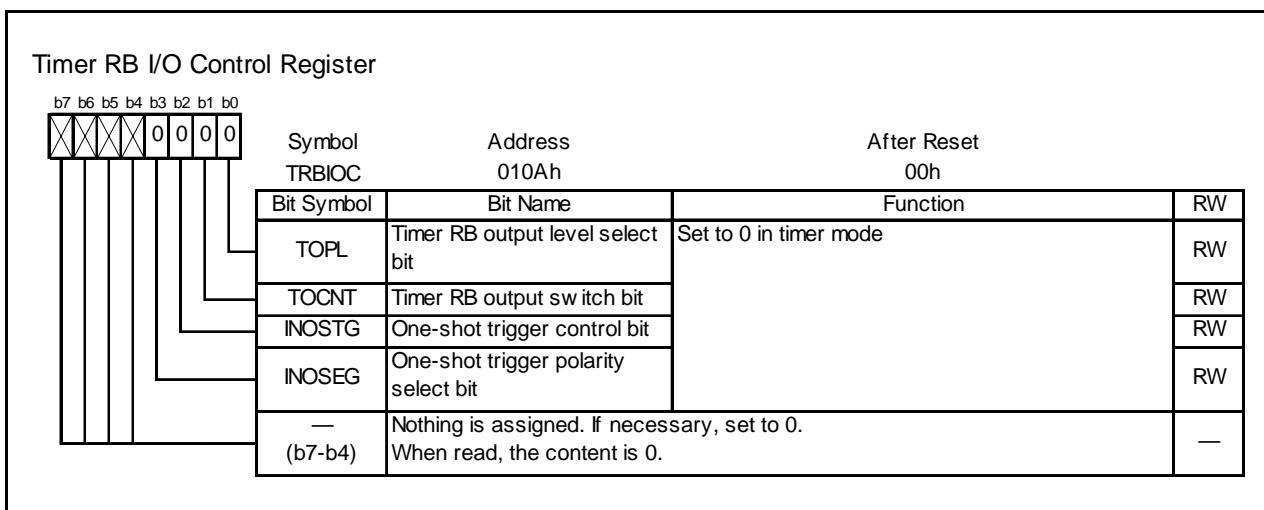 Timer RB I/O Control Register
b7 b6 b5 b4 b3 b2 b1 b0
0 0 0 0
Symbol Address After Reset
TRBIOC 010Ah 00h
Bit Symbol Bit Name Function RW
TOPL Timer RB output level select bit Set to 0 in timer mode RW
TOCNT Timer RB output switch bit RW
INOSTG One-shot trigger control bit RW
INOSEG One-shot trigger polarity select bit RW
— (b7-b4) Nothing is assigned. If necessary, set to 0. —
When read, the content is 0.